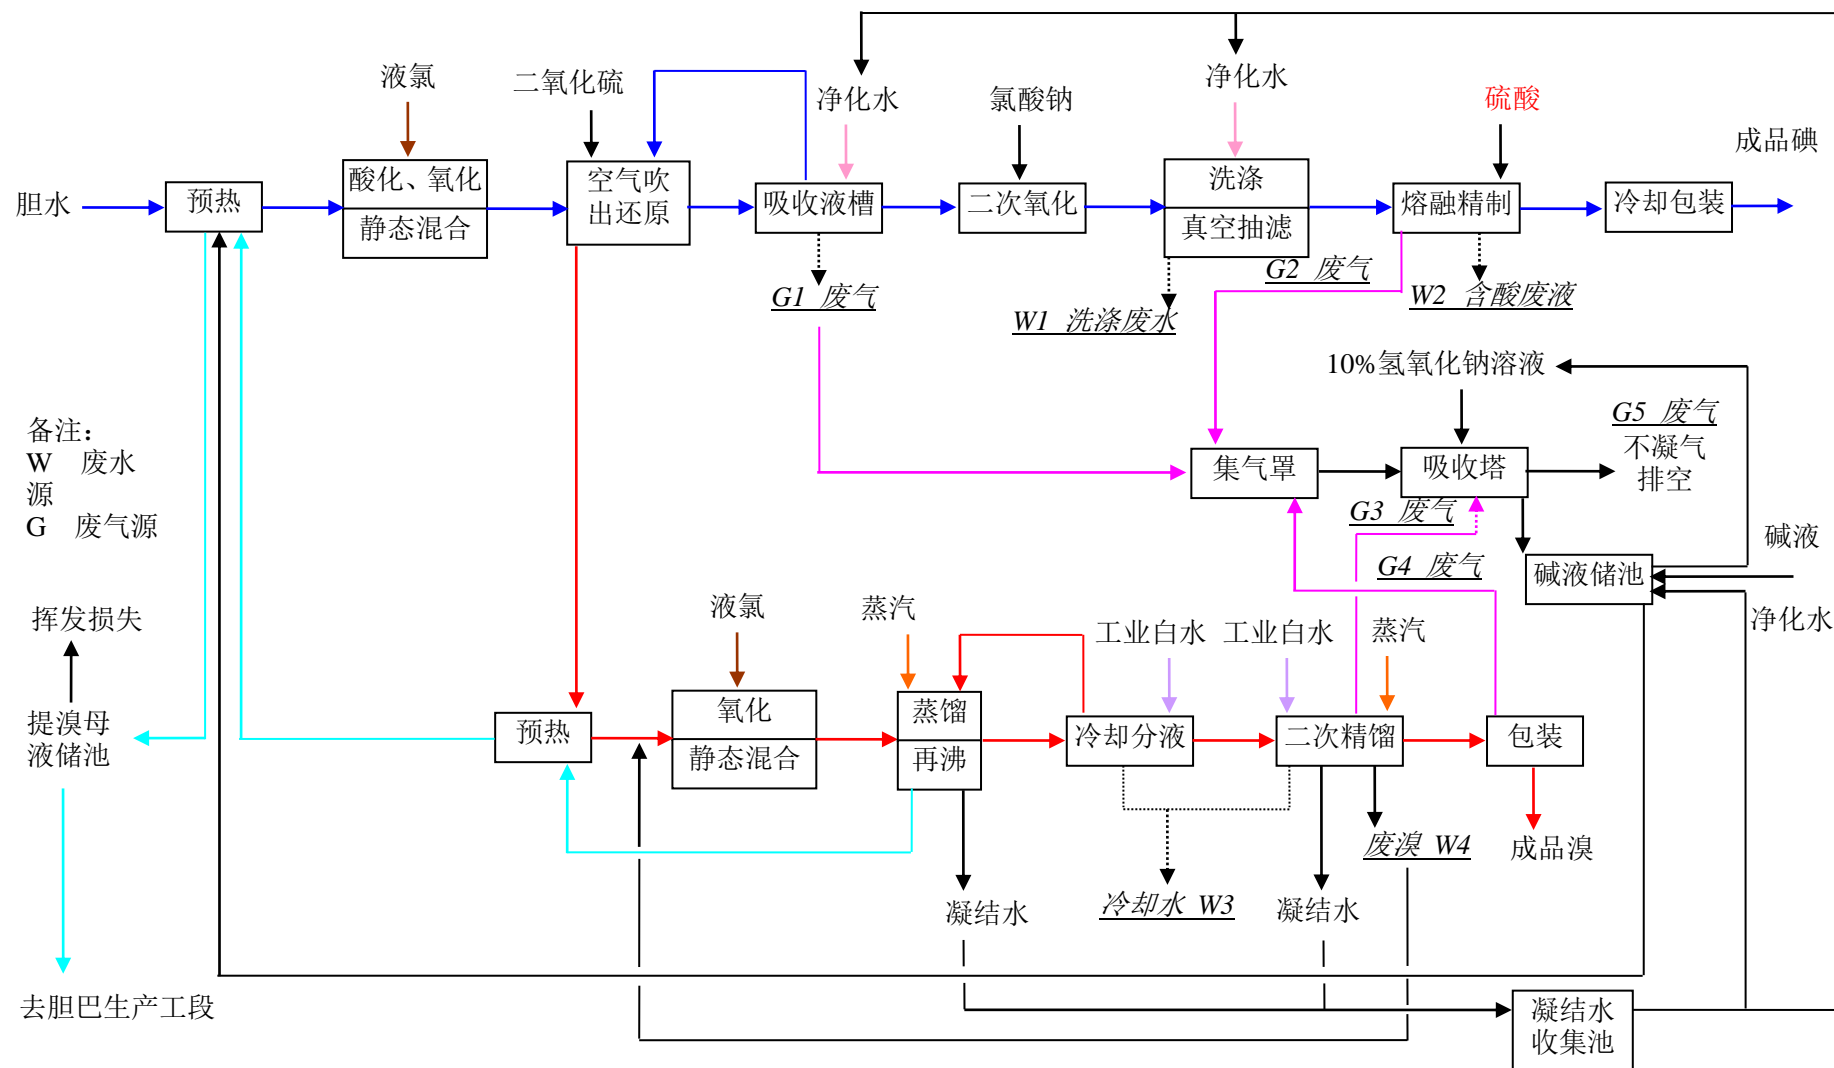 液氯
二氧化硫
净化水
氯酸钠
净化水
硫酸
成品碘
胆水
预热
酸化、氧化
静态混合
空气吹
出还原
吸收液槽
二次氧化
洗涤
真空抽滤
熔融精制
冷却包装
G1 废气
W1 洗涤废水
G2 废气
W2 含酸废液
10%氢氧化钠溶液
备注：
W 废水
源
G 废气源
集气罩
吸收塔
G5 废气
不凝气
排空
G3 废气
G4 废气
碱液储池
碱液
净化水
挥发损失
提溴母
液储池
去胆巴生产工段
液氯
蒸汽
工业白水
工业白水
蒸汽
预热
氧化
静态混合
蒸馏
再沸
冷却分液
二次精馏
包装
废溴 W4
成品溴
凝结水
冷却水 W3
凝结水
凝结水
收集池